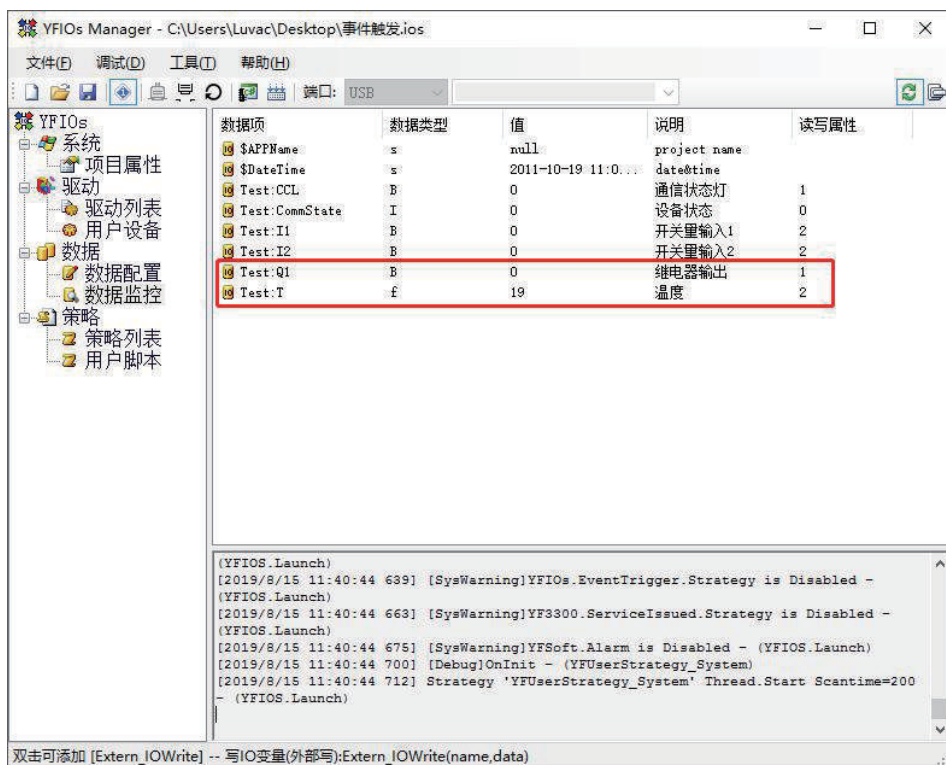 YFIOs Manager - C:\Users\Luvac\Desktop\事件触发.ios
文件(F) 调试(D) 工具(T) 帮助(H)
端口: USB
YFIOs
系统
项目属性
驱动
驱动列表
用户设备
数据
数据配置
数据监控
策略
策略列表
用户脚本
数据项 数据类型 值 说明 读写属性
$APPName s null project name
$DateTime s 2011-10-19 11:0... date&time
Test:CCL B 0 通信状态灯 1
Test:CommState I 0 设备状态 0
Test:I1 B 0 开关量输入1 2
Test:I2 B 0 开关量输入2 2
Test:Q1 B 0 继电器输出 1
Test:T f 19 温度 2
(YFIOS.Launch)
[2019/8/15 11:40:44 639] [SysWarning]YFIOs.EventTrigger.Strategy is Disabled -
(YFIOS.Launch)
[2019/8/15 11:40:44 663] [SysWarning]YF3300.ServiceIssued.Strategy is Disabled -
(YFIOS.Launch)
[2019/8/15 11:40:44 675] [SysWarning]YFSoft.Alarm is Disabled - (YFIOS.Launch)
[2019/8/15 11:40:44 700] [Debug]OnInit - (YFUserStrategy_System)
[2019/8/15 11:40:44 712] Strategy 'YFUserStrategy_System' Thread.Start Scantime=200
- (YFIOS.Launch)
双击可添加 [Extern_IOWrite] -- 写IO变量(外部写):Extern_IOWrite(name,data)